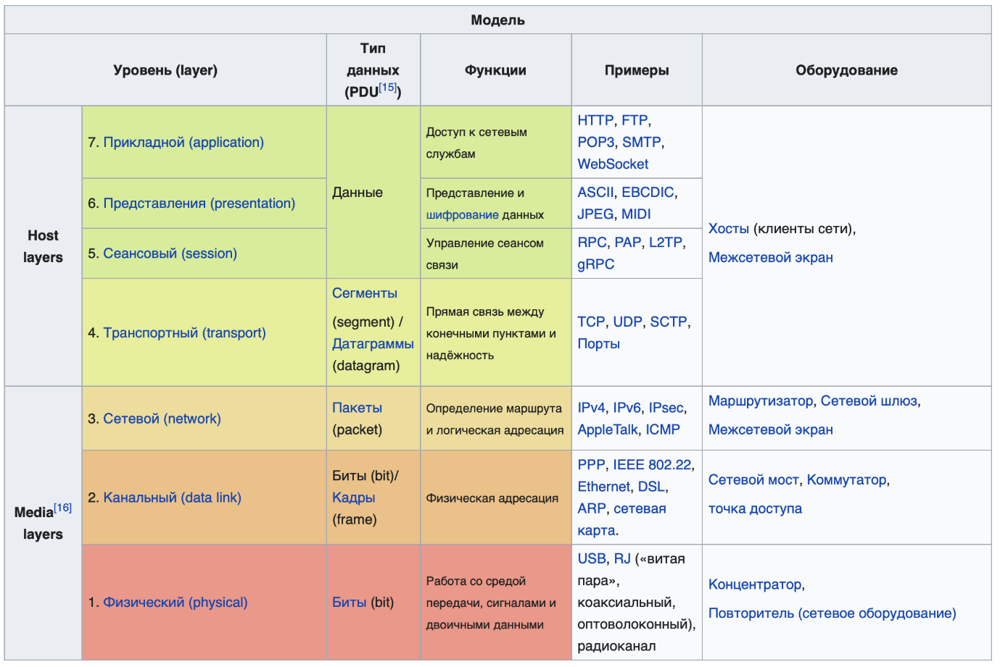 Модель
Уровень (layer)
Тип
данных
(PDU[15])
Функции
Примеры
Оборудование
Host
layers
7. Прикладной (application)
Данные
Доступ к сетевым
службам
HTTP, FTP,
POP3, SMTP,
WebSocket
Хосты (клиенты сети),
Межсетевой экран
6. Представления (presentation)
Представление и
шифрование данных
ASCII, EBCDIC,
JPEG, MIDI
5. Сеансовый (session)
Управление сеансом
связи
RPC, PAP, L2TP,
gRPC
4. Транспортный (transport)
Сегменты
(segment) /
Датаграммы
(datagram)
Прямая связь между
конечными пунктами и
надёжность
TCP, UDP, SCTP,
Порты
Media[16]
layers
3. Сетевой (network)
Пакеты
(packet)
Определение маршрута
и логическая адресация
IPv4, IPv6, IPsec,
AppleTalk, ICMP
Маршрутизатор, Сетевой шлюз,
Межсетевой экран
2. Канальный (data link)
Биты (bit)/
Кадры
(frame)
Физическая адресация
PPP, IEEE 802.22,
Ethernet, DSL,
ARP, сетевая
карта.
Сетевой мост, Коммутатор,
точка доступа
1. Физический (physical)
Биты (bit)
Работа со средой
передачи, сигналами и
двоичными данными
USB, RJ («витая
пара»,
коаксиальный,
оптоволоконный),
радиоканал
Концентратор,
Повторитель (сетевое оборудование)